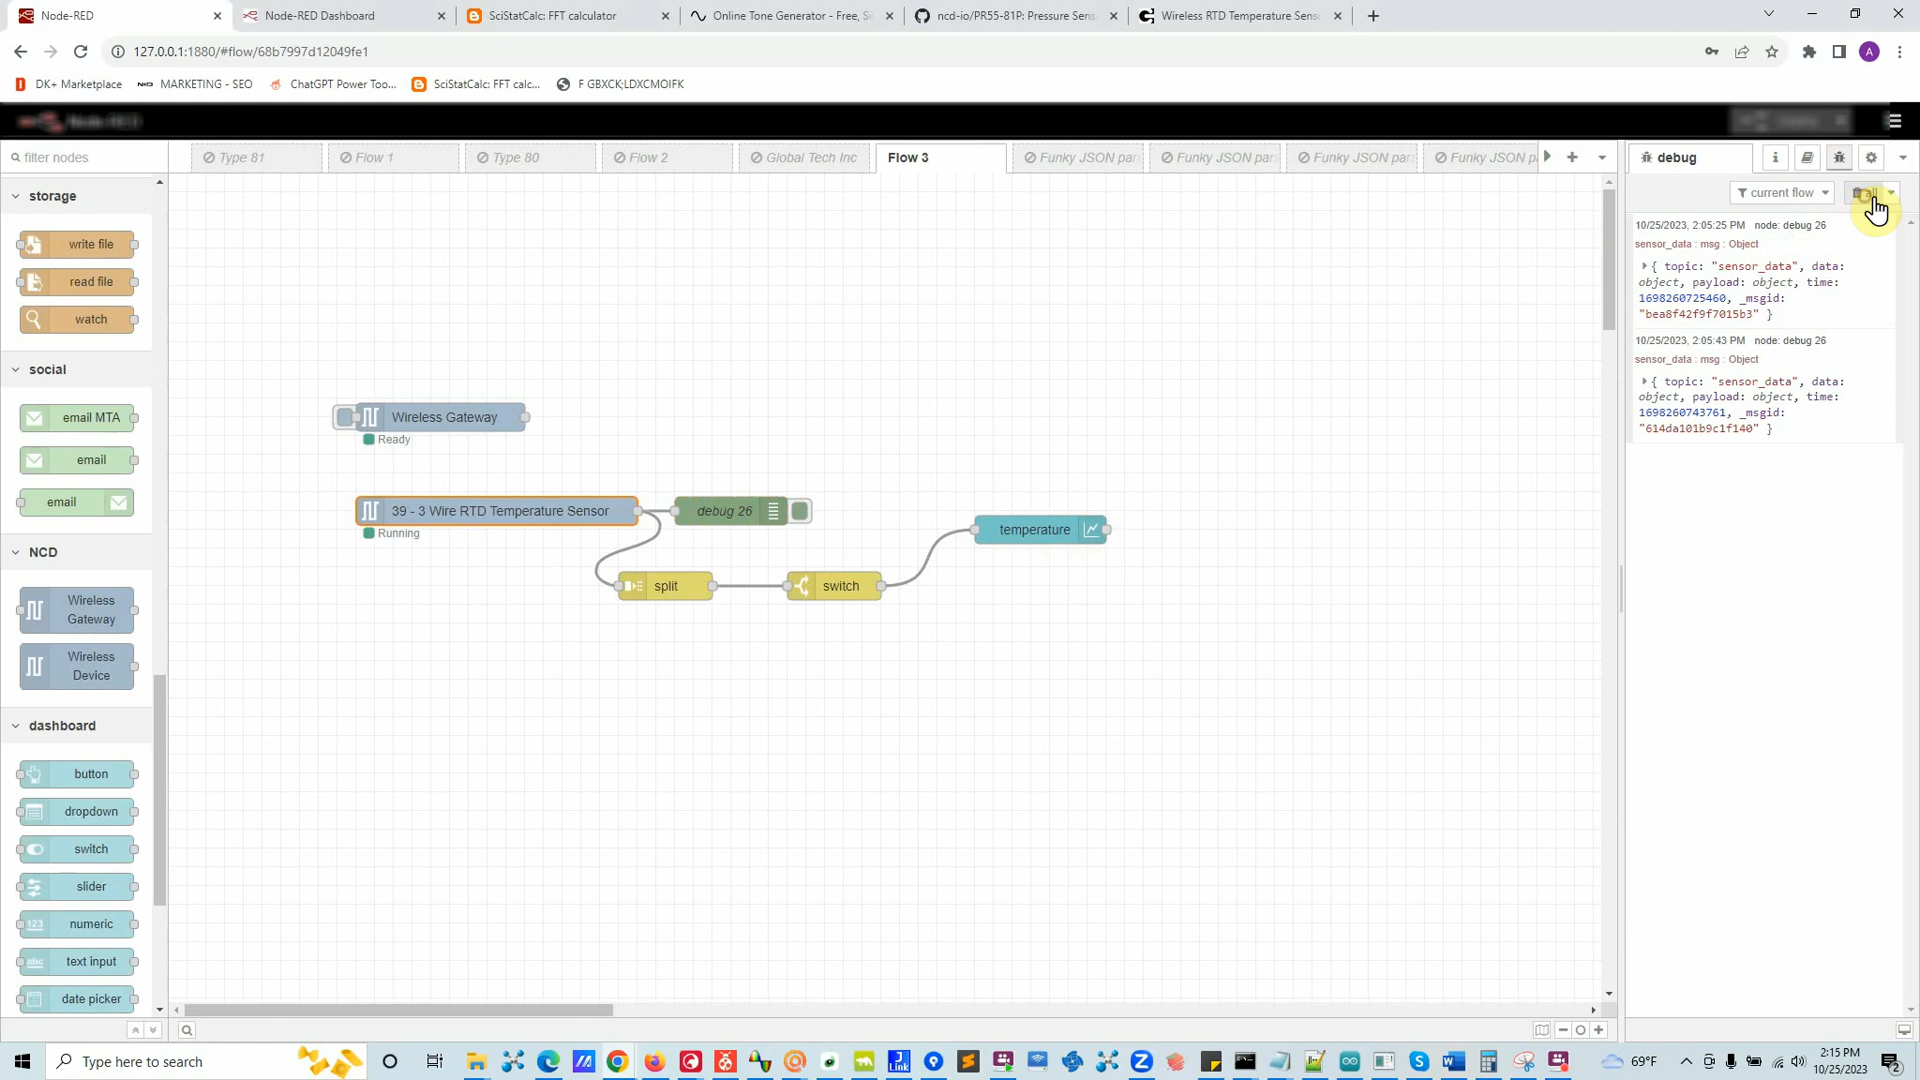 Node-RED
Node-RED Dashboard
SciStatCalc: FFT calculator
Online Tone Generator - Free, Si
ncd-io/PR55-81P: Pressure Sens
Wireless RTD Temperature Sens
127.0.0.1:1880/#flow/68b7997d12049fe1
A
DK+ Marketplace
MARKETING - SEO
ChatGPT Power Too...
SciStatCalc: FFT calc...
F GBXCK;LDXCMOIFK
Node-RED
Deploy
filter nodes
Type 81
Flow 1
Type 80
Flow 2
Global Tech Inc
Flow 3
Funky JSON par
Funky JSON par
Funky JSON par
Funky JSON p
debug
current flow
all
storage
write file
read file
watch
social
email MTA
email
email
NCD
Wireless
Gateway
Wireless
Device
dashboard
button
dropdown
switch
slider
123
numeric
abc
text input
date picker
Wireless Gateway
Ready
39 - 3 Wire RTD Temperature Sensor
Running
debug 26
split
switch
temperature
10/25/2023, 2:05:25 PM node: debug 26
sensor_data : msg : Object
{ topic: "sensor_data", data:
object, payload: object, time:
1698260725460, _msgid:
"bea8f42f9f7015b3" }
10/25/2023, 2:05:43 PM node: debug 26
sensor_data : msg : Object
{ topic: "sensor_data", data:
object, payload: object, time:
1698260743761, _msgid:
"614da101b9c1f140" }
Type here to search
69°F
2:15 PM
10/25/2023
2